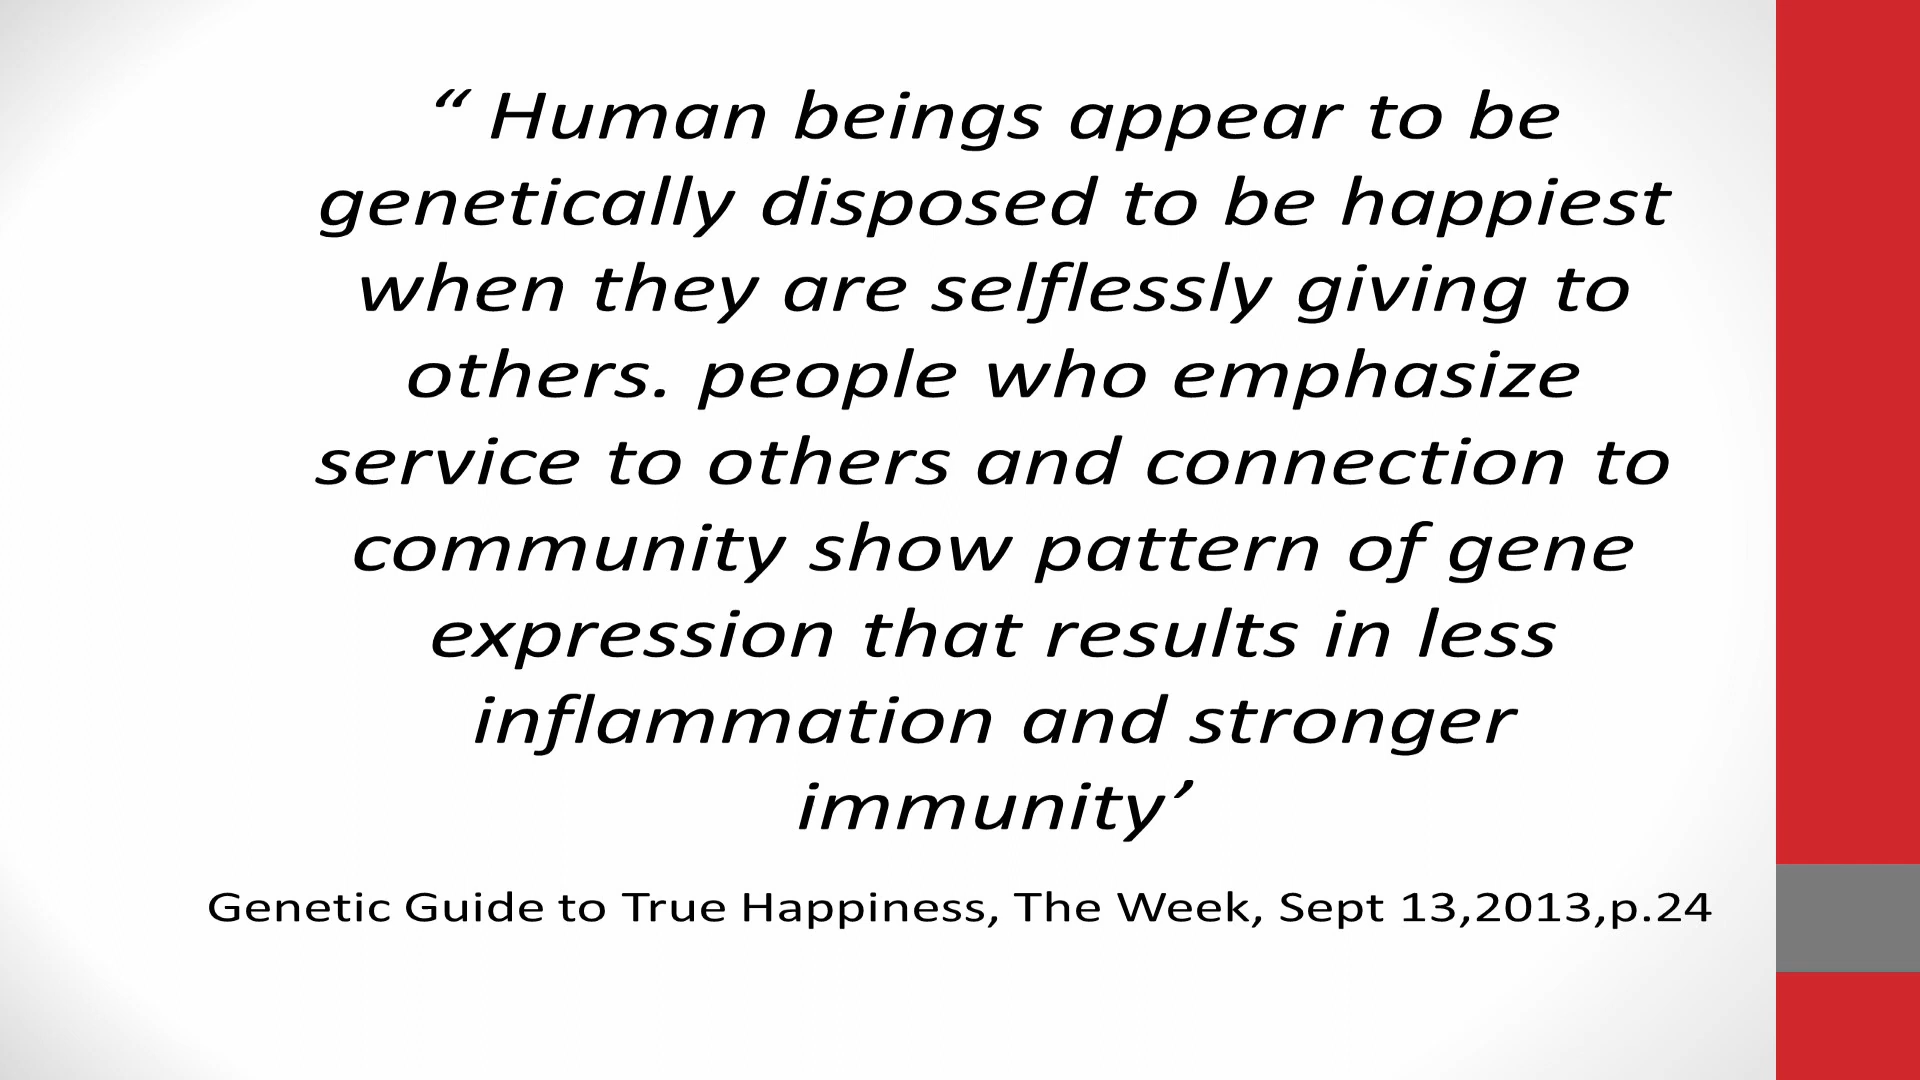 “ Human beings appear to be
genetically disposed to be happiest
when they are selflessly giving to
others. people who emphasize
service to others and connection to
community show pattern of gene
expression that results in less
inflammation and stronger
immunity’
Genetic Guide to True Happiness, The Week, Sept 13,2013,p.24